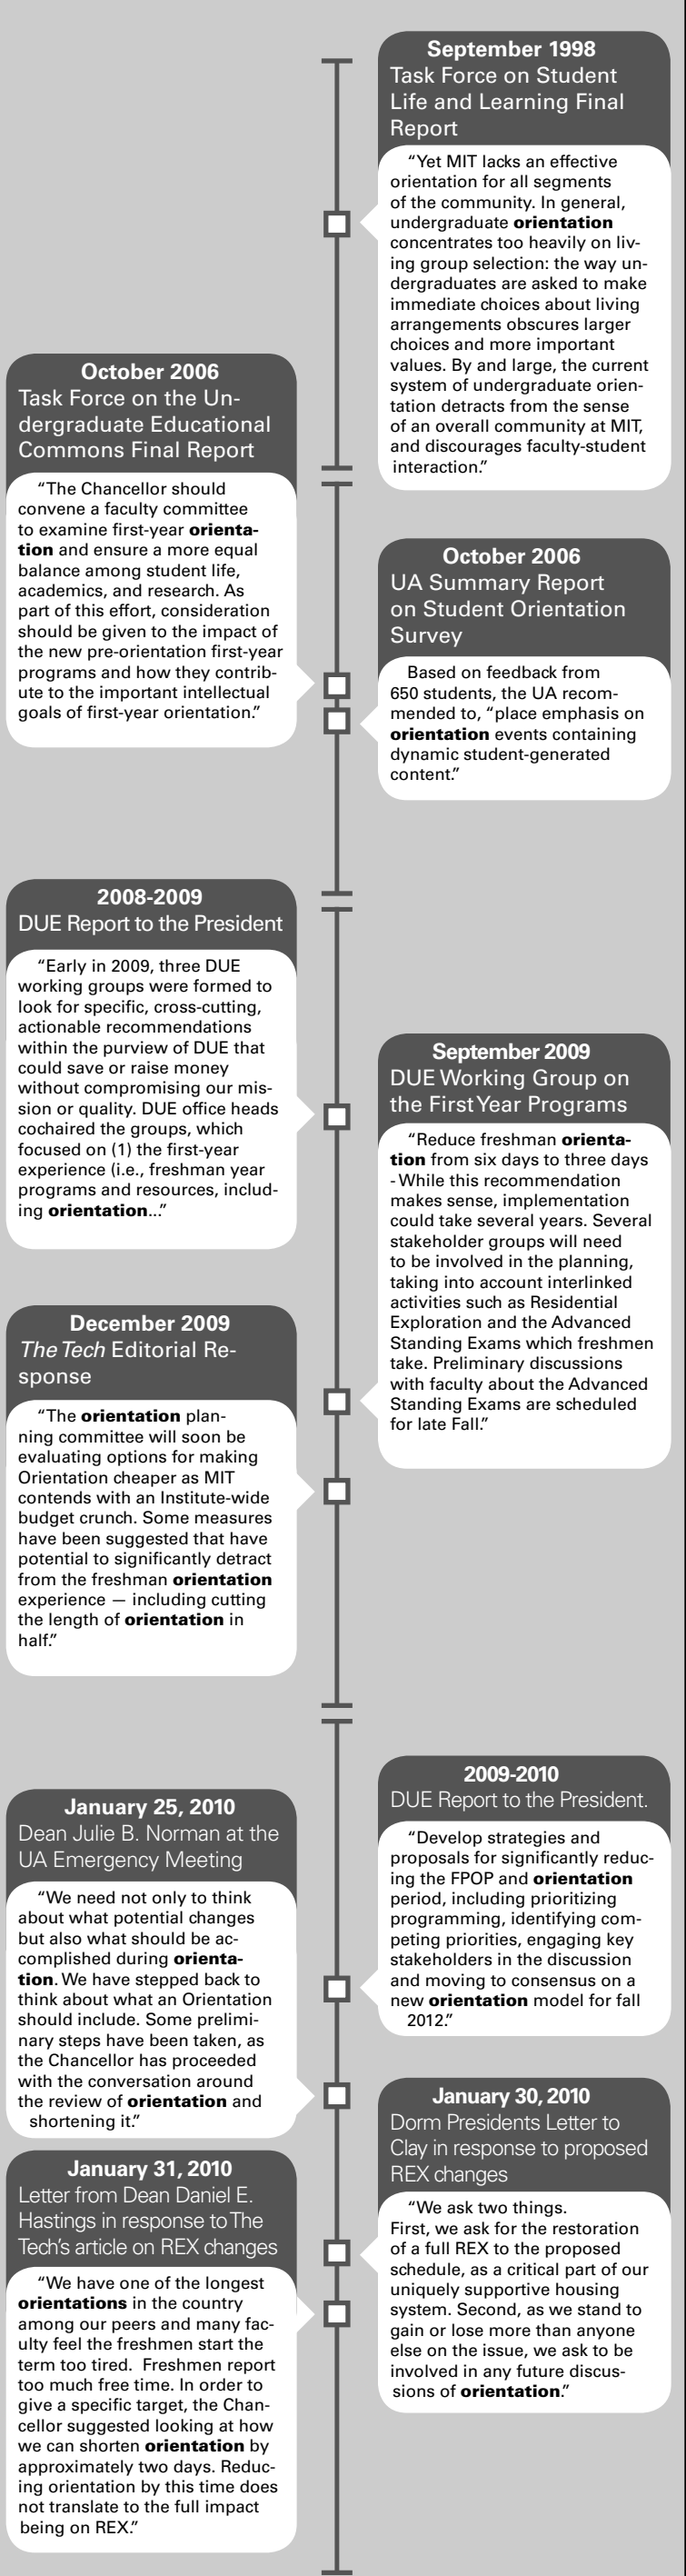 September 1998
Task Force on Student
Life and Learning Final
Report
“Yet MIT lacks an effective
orientation for all segments
of the community. In general,
undergraduate orientation
concentrates too heavily on liv-
ing group selection: the way un-
dergraduates are asked to make
immediate choices about living
arrangements obscures larger
choices and more important
values. By and large, the current
system of undergraduate orien-
tation detracts from the sense
of an overall community at MIT,
and discourages faculty-student
interaction.”
October 2006
Task Force on the Un-
dergraduate Educational
Commons Final Report
“The Chancellor should
convene a faculty committee
to examine first-year orienta-
tion and ensure a more equal
balance among student life,
academics, and research. As
part of this effort, consideration
should be given to the impact of
the new pre-orientation first-year
programs and how they contrib-
ute to the important intellectual
goals of first-year orientation.”
October 2006
UA Summary Report
on Student Orientation
Survey
Based on feedback from
650 students, the UA recom-
mended to, “place emphasis on
orientation events containing
dynamic student-generated
content.”
2008-2009
DUE Report to the President
“Early in 2009, three DUE
working groups were formed to
look for specific, cross-cutting,
actionable recommendations
within the purview of DUE that
could save or raise money
without compromising our mis-
sion or quality. DUE office heads
cochaired the groups, which
focused on (1) the first-year
experience (i.e., freshman year
programs and resources, includ-
ing orientation...”
September 2009
DUE Working Group on
the First Year Programs
“Reduce freshman orienta-
tion from six days to three days
- While this recommendation
makes sense, implementation
could take several years. Several
stakeholder groups will need
to be involved in the planning,
taking into account interlinked
activities such as Residential
Exploration and the Advanced
Standing Exams which freshmen
take. Preliminary discussions
with faculty about the Advanced
Standing Exams are scheduled
for late Fall.”
December 2009
The Tech Editorial Re-
sponse
“The orientation plan-
ning committee will soon be
evaluating options for making
Orientation cheaper as MIT
contends with an Institute-wide
budget crunch. Some measures
have been suggested that have
potential to significantly detract
from the freshman orientation
experience — including cutting
the length of orientation in
half.”
2009-2010
DUE Report to the President.
“Develop strategies and
proposals for significantly reduc-
ing the FPOP and orientation
period, including prioritizing
programming, identifying com-
peting priorities, engaging key
stakeholders in the discussion
and moving to consensus on a
new orientation model for fall
2012.”
January 25, 2010
Dean Julie B. Norman at the
UA Emergency Meeting
“We need not only to think
about what potential changes
but also what should be ac-
complished during orienta-
tion. We have stepped back to
think about what an Orientation
should include. Some prelimi-
nary steps have been taken, as
the Chancellor has proceeded
with the conversation around
the review of orientation and
shortening it.”
January 30, 2010
Dorm Presidents Letter to
Clay in response to proposed
REX changes
“We ask two things.
First, we ask for the restoration
of a full REX to the proposed
schedule, as a critical part of our
uniquely supportive housing
system. Second, as we stand to
gain or lose more than anyone
else on the issue, we ask to be
involved in any future discus-
sions of orientation.”
January 31, 2010
Letter from Dean Daniel E.
Hastings in response to The
Tech’s article on REX changes
“We have one of the longest
orientations in the country
among our peers and many fac-
ulty feel the freshmen start the
term too tired. Freshmen report
too much free time. In order to
give a specific target, the Chan-
cellor suggested looking at how
we can shorten orientation by
approximately two days. Reduc-
ing orientation by this time does
not translate to the full impact
being on REX.”